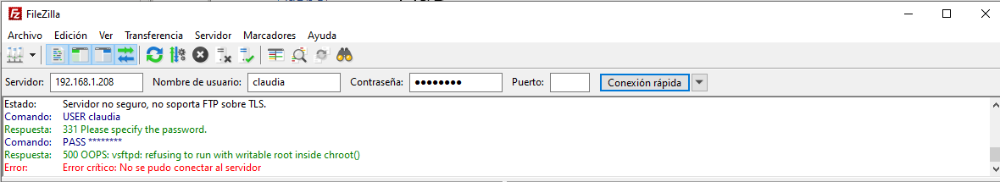 FileZilla
Archivo Edición Ver Transferencia Servidor Marcadores Ayuda
Servidor: 192.168.1.208 Nombre de usuario: claudia Contraseña: ●●●●●●●● Puerto: Conexión rápida
Estado: Servidor no seguro, no soporta FTP sobre TLS.
Comando: USER claudia
Respuesta: 331 Please specify the password.
Comando: PASS ********
Respuesta: 500 OOPS: vsftpd: refusing to run with writable root inside chroot()
Error: Error crítico: No se pudo conectar al servidor